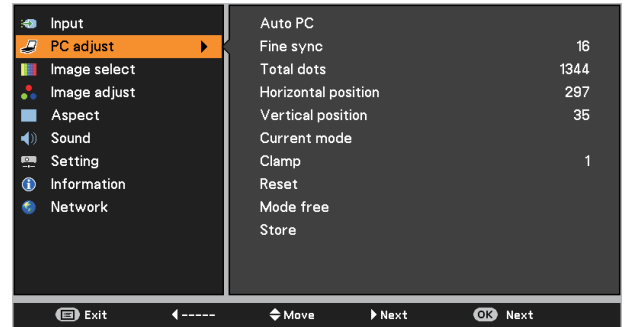 Input
PC adjust
Image select
Image adjust
Aspect
Sound
Setting
Information
Network
Auto PC
Fine sync 16
Total dots 1344
Horizontal position 297
Vertical position 35
Current mode
Clamp 1
Reset
Mode free
Store
Exit ----- Move Next OK Next